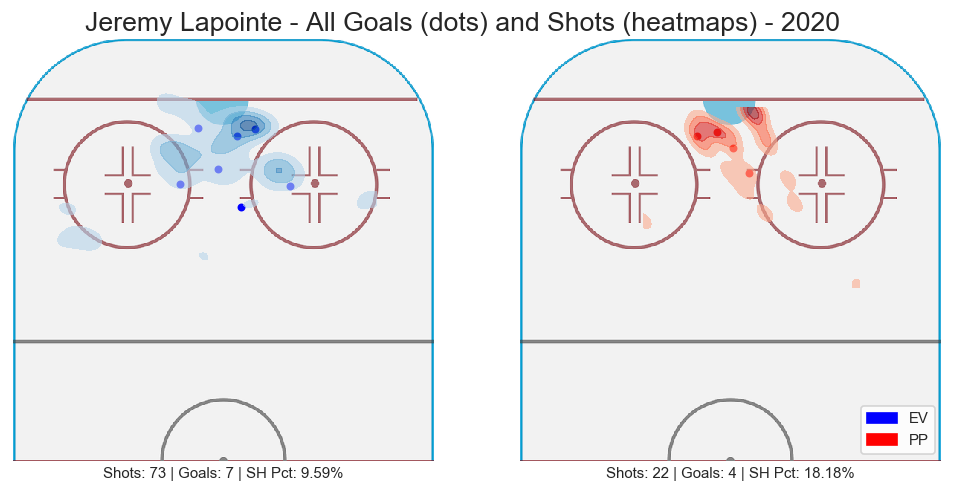 Jeremy Lapointe - All Goals (dots) and Shots (heatmaps) - 2020
EV
PP
Shots: 73 | Goals: 7 | SH Pct: 9.59%
Shots: 22 | Goals: 4 | SH Pct: 18.18%